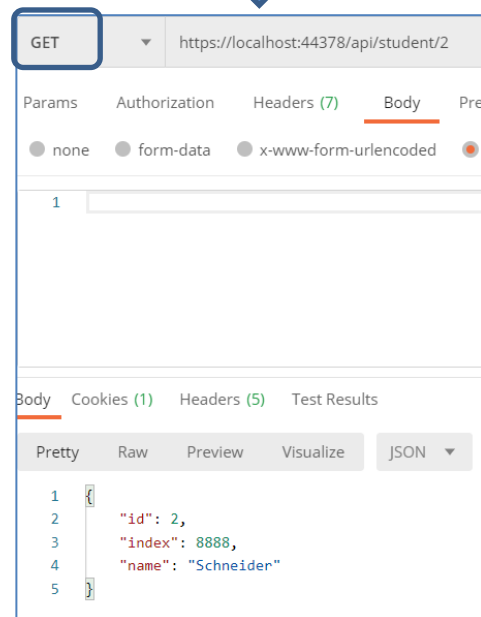 GET https://localhost:44378/api/student/2
Params Authorization Headers (7) Body Pre
none form-data x-www-form-urlencoded
1
Body Cookies (1) Headers (5) Test Results
Pretty Raw Preview Visualize JSON
1 {
2 "id": 2,
3 "index": 8888,
4 "name": "Schneider"
5 }